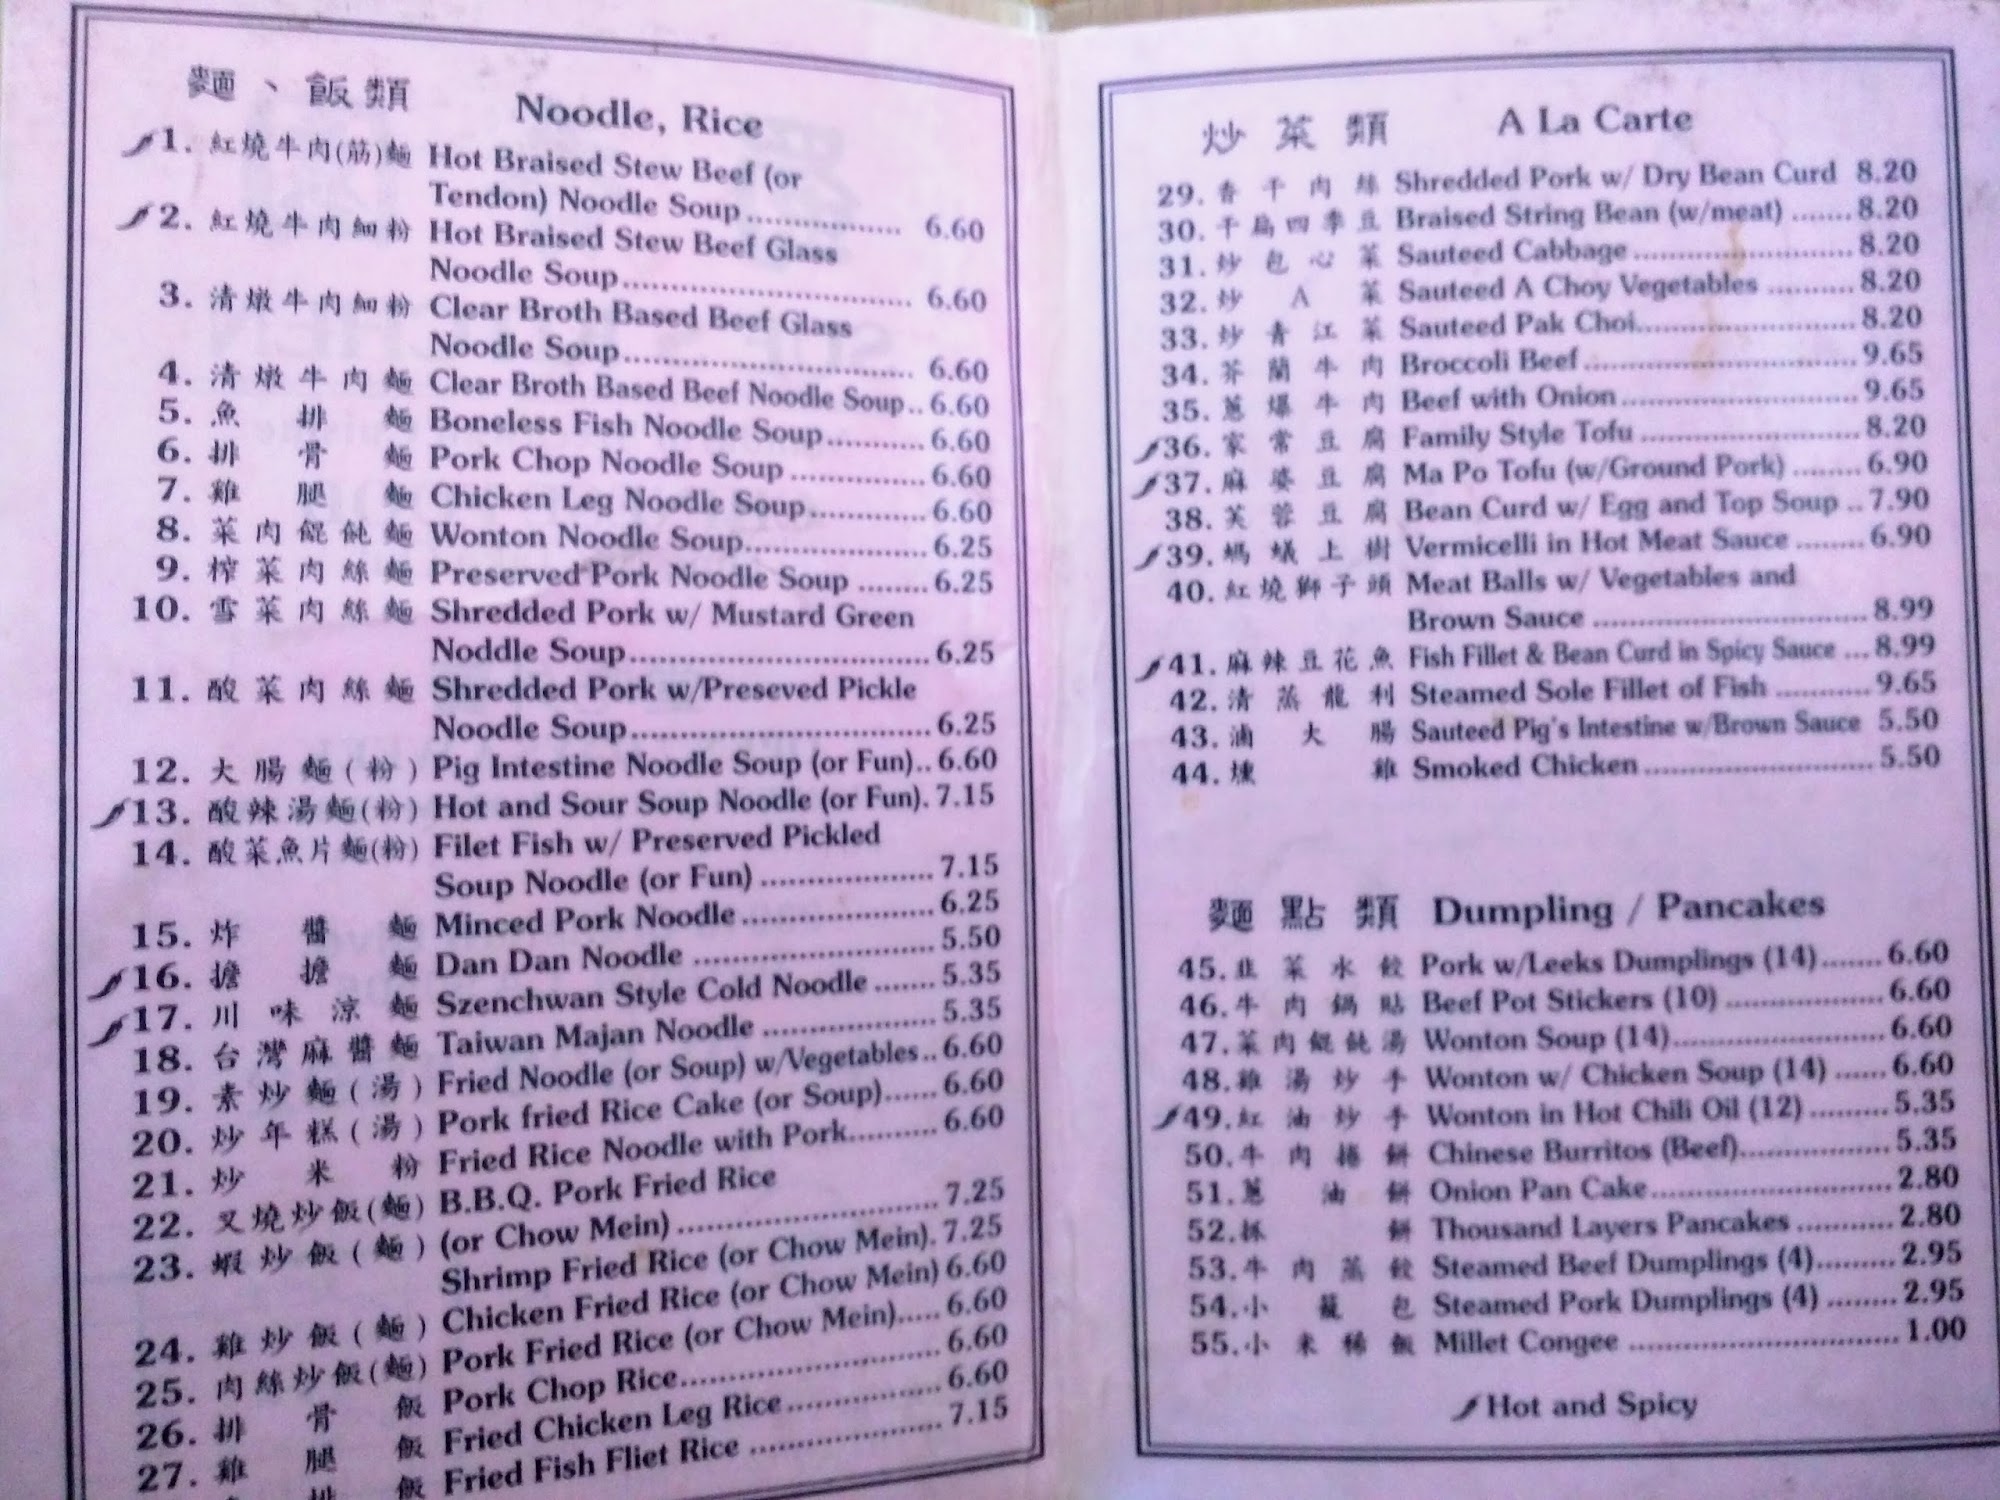 麵、飯類 Noodle, Rice
1. 紅燒牛肉(筋)麵 Hot Braised Stew Beef (or
Tendon) Noodle Soup .................. 6.60
2. 紅燒牛肉細粉 Hot Braised Stew Beef Glass
Noodle Soup.................................. 6.60
3. 清燉牛肉細粉 Clear Broth Based Beef Glass
Noodle Soup.................................. 6.60
4. 清燉牛肉麵 Clear Broth Based Beef Noodle Soup.. 6.60
5. 魚排麵 Boneless Fish Noodle Soup........... 6.60
6. 排骨麵 Pork Chop Noodle Soup ............... 6.60
7. 雞腿麵 Chicken Leg Noodle Soup............. 6.60
8. 菜肉餛飩麵 Wonton Noodle Soup..................... 6.25
9. 榨菜肉絲麵 Preserved Pork Noodle Soup ........ 6.25
10. 雪菜肉絲麵 Shredded Pork w/ Mustard Green
Noddle Soup.................................. 6.25
11. 酸菜肉絲麵 Shredded Pork w/Preseved Pickle
Noodle Soup.................................. 6.25
12. 大腸麵(粉) Pig Intestine Noodle Soup (or Fun).. 6.60
13. 酸辣湯麵(粉) Hot and Sour Soup Noodle (or Fun). 7.15
14. 酸菜魚片麵(粉) Filet Fish w/ Preserved Pickled
Soup Noodle (or Fun) .................... 7.15
15. 炸醬麵 Minced Pork Noodle ...................... 6.25
16. 擔擔麵 Dan Dan Noodle ............................ 5.50
17. 川味涼麵 Szenchwan Style Cold Noodle ....... 5.35
18. 台灣麻醬麵 Taiwan Majan Noodle .................... 5.35
19. 素炒麵(湯) Fried Noodle (or Soup) w/Vegetables.. 6.60
20. 炒年糕(湯) Pork fried Rice Cake (or Soup)...... 6.60
21. 炒米粉 Fried Rice Noodle with Pork.......... 6.60
22. 叉燒炒飯(麵) B.B.Q. Pork Fried Rice
(or Chow Mein) .............................. 7.25
23. 蝦炒飯(麵) Shrimp Fried Rice (or Chow Mein). 7.25
24. 雞炒飯(麵) Chicken Fried Rice (or Chow Mein) 6.60
25. 肉絲炒飯(麵) Pork Fried Rice (or Chow Mein)..... 6.60
26. 排骨飯 Pork Chop Rice............................... 6.60
27. 雞腿飯 Fried Chicken Leg Rice.................. 6.60
排飯 Fried Fish Fliet Rice ...................... 7.15
炒菜類 A La Carte
29. 香干肉絲 Shredded Pork w/ Dry Bean Curd 8.20
30. 干扁四季豆 Braised String Bean (w/meat) ....... 8.20
31. 炒包心菜 Sauteed Cabbage .......................... 8.20
32. 炒A菜 Sauteed A Choy Vegetables .......... 8.20
33. 炒青江菜 Sauteed Pak Choi.......................... 8.20
34. 芥蘭牛肉 Broccoli Beef ................................ 9.65
35. 蔥爆牛肉 Beef with Onion ............................ 9.65
36. 家常豆腐 Family Style Tofu .......................... 8.20
37. 麻婆豆腐 Ma Po Tofu (w/Ground Pork) ........ 6.90
38. 芙蓉豆腐 Bean Curd w/ Egg and Top Soup .. 7.90
39. 螞蟻上樹 Vermicelli in Hot Meat Sauce ........ 6.90
40. 紅燒獅子頭 Meat Balls w/ Vegetables and
Brown Sauce ................................ 8.99
41. 麻辣豆花魚 Fish Fillet & Bean Curd in Spicy Sauce ... 8.99
42. 清蒸龍利 Steamed Sole Fillet of Fish ........... 9.65
43. 滷大腸 Sauteed Pig's Intestine w/Brown Sauce 5.50
44. 燻雞 Smoked Chicken .......................... 5.50
麵點類 Dumpling / Pancakes
45. 韮菜水餃 Pork w/Leeks Dumplings (14)....... 6.60
46. 牛肉鍋貼 Beef Pot Stickers (10) .................. 6.60
47. 菜肉餛飩湯 Wonton Soup (14)........................ 6.60
48. 雞湯炒手 Wonton w/ Chicken Soup (14) ...... 6.60
49. 紅油炒手 Wonton in Hot Chili Oil (12) ......... 5.35
50. 牛肉捲餅 Chinese Burritos (Beef)................. 5.35
51. 蔥油餅 Onion Pan Cake............................ 2.80
52. 餅 Thousand Layers Pancakes ........... 2.80
53. 牛肉蒸餃 Steamed Beef Dumplings (4)......... 2.95
54. 小籠包 Steamed Pork Dumplings (4) ........ 2.95
55. 小米稀飯 Millet Congee .............................. 1.00
Hot and Spicy